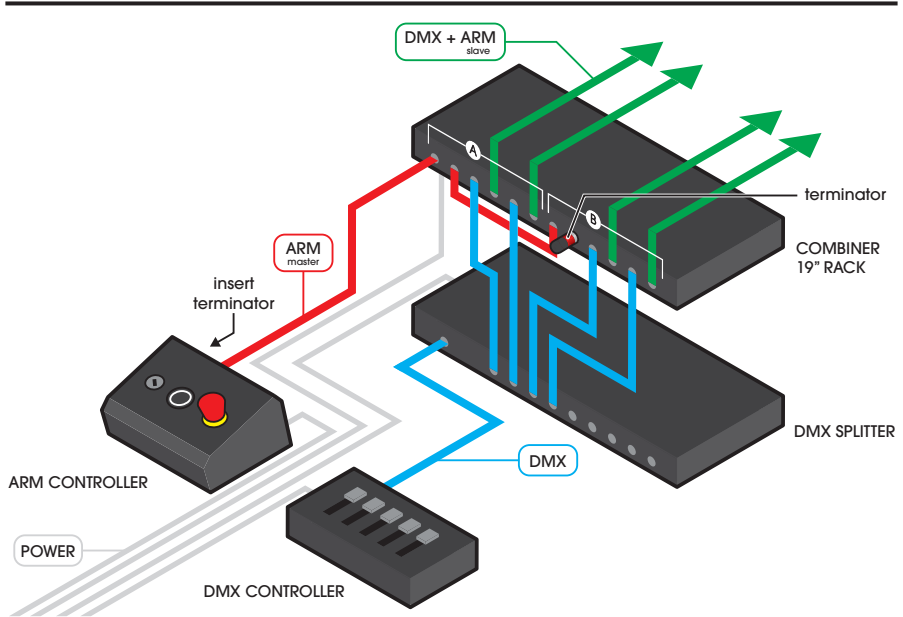 DMX + ARM
slave
A
B
terminator
COMBINER
19” RACK
ARM
master
insert
terminator
DMX SPLITTER
DMX
ARM CONTROLLER
POWER
DMX CONTROLLER